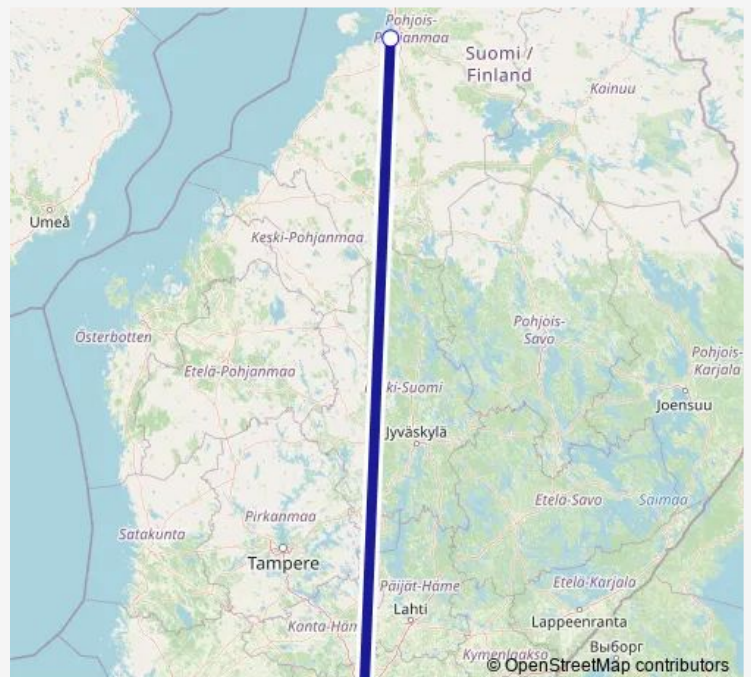 Pohjois-
Suomi /
Finland
Kainuu
Umeå
Keski-Pohjanmaa
Österbotten
Pohjois-
Savo
Pohjois-
Karjala
Etelä-Pohjanmaa
Joensuu
Jyväskylä
Pirkanmaa
Etelä-Savo
Saimaa
Satakunta
Tampere
Päijät-Häme
Etelä-Karjala
Lahti
Lappeenranta
Kanta-Häm
Выборг
Kymenlaakso
© OpenStreetMap contributors